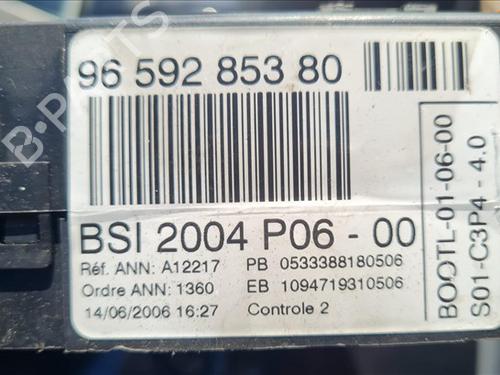 96 592 853 80
BSI 2004 P06 - 00
Réf. ANN: A12217 PB 0533388180506
Ordre ANN: 1360 EB 1094719310506
14/06/2006 16:27 Controle 2
BOOTL-01-06-00
S01-C3P4 - 4.0
B-PARTS